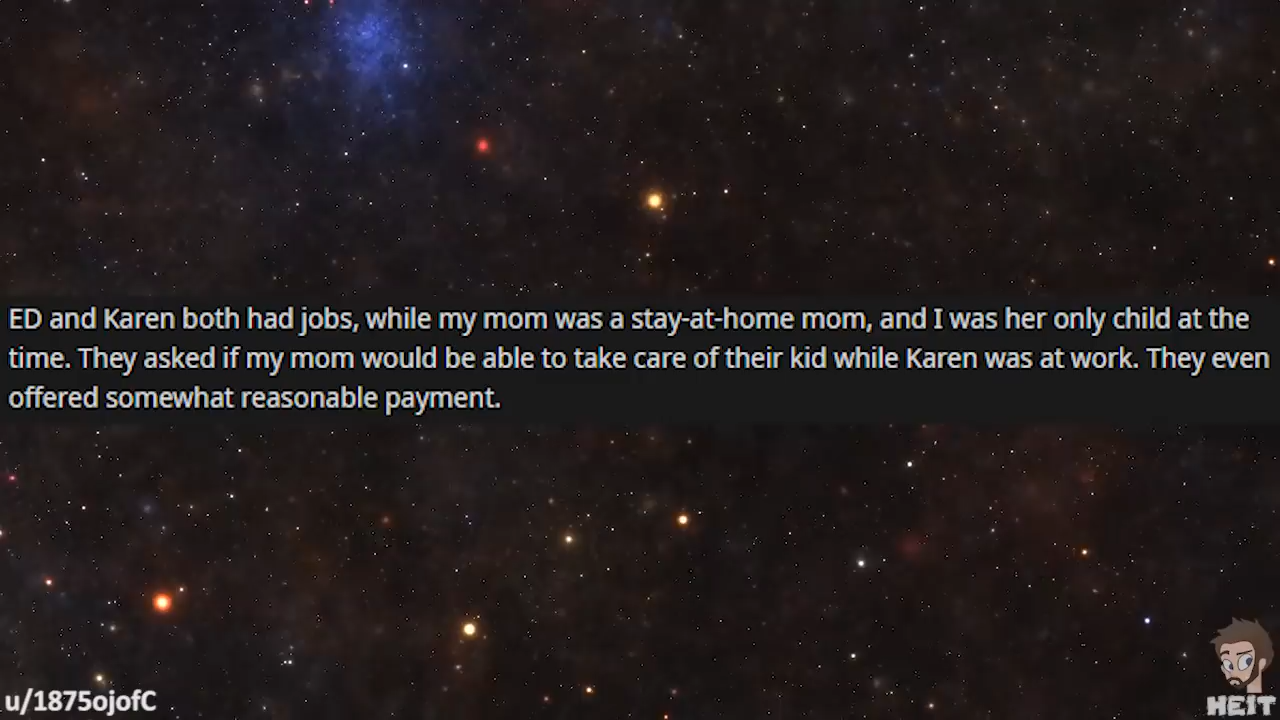 ED and Karen both had jobs, while my mom was a stay-at-home mom, and I was her only child at the
time. They asked if my mom would be able to take care of their kid while Karen was at work. They even
offered somewhat reasonable payment.
u/1875ojofC
HEIT